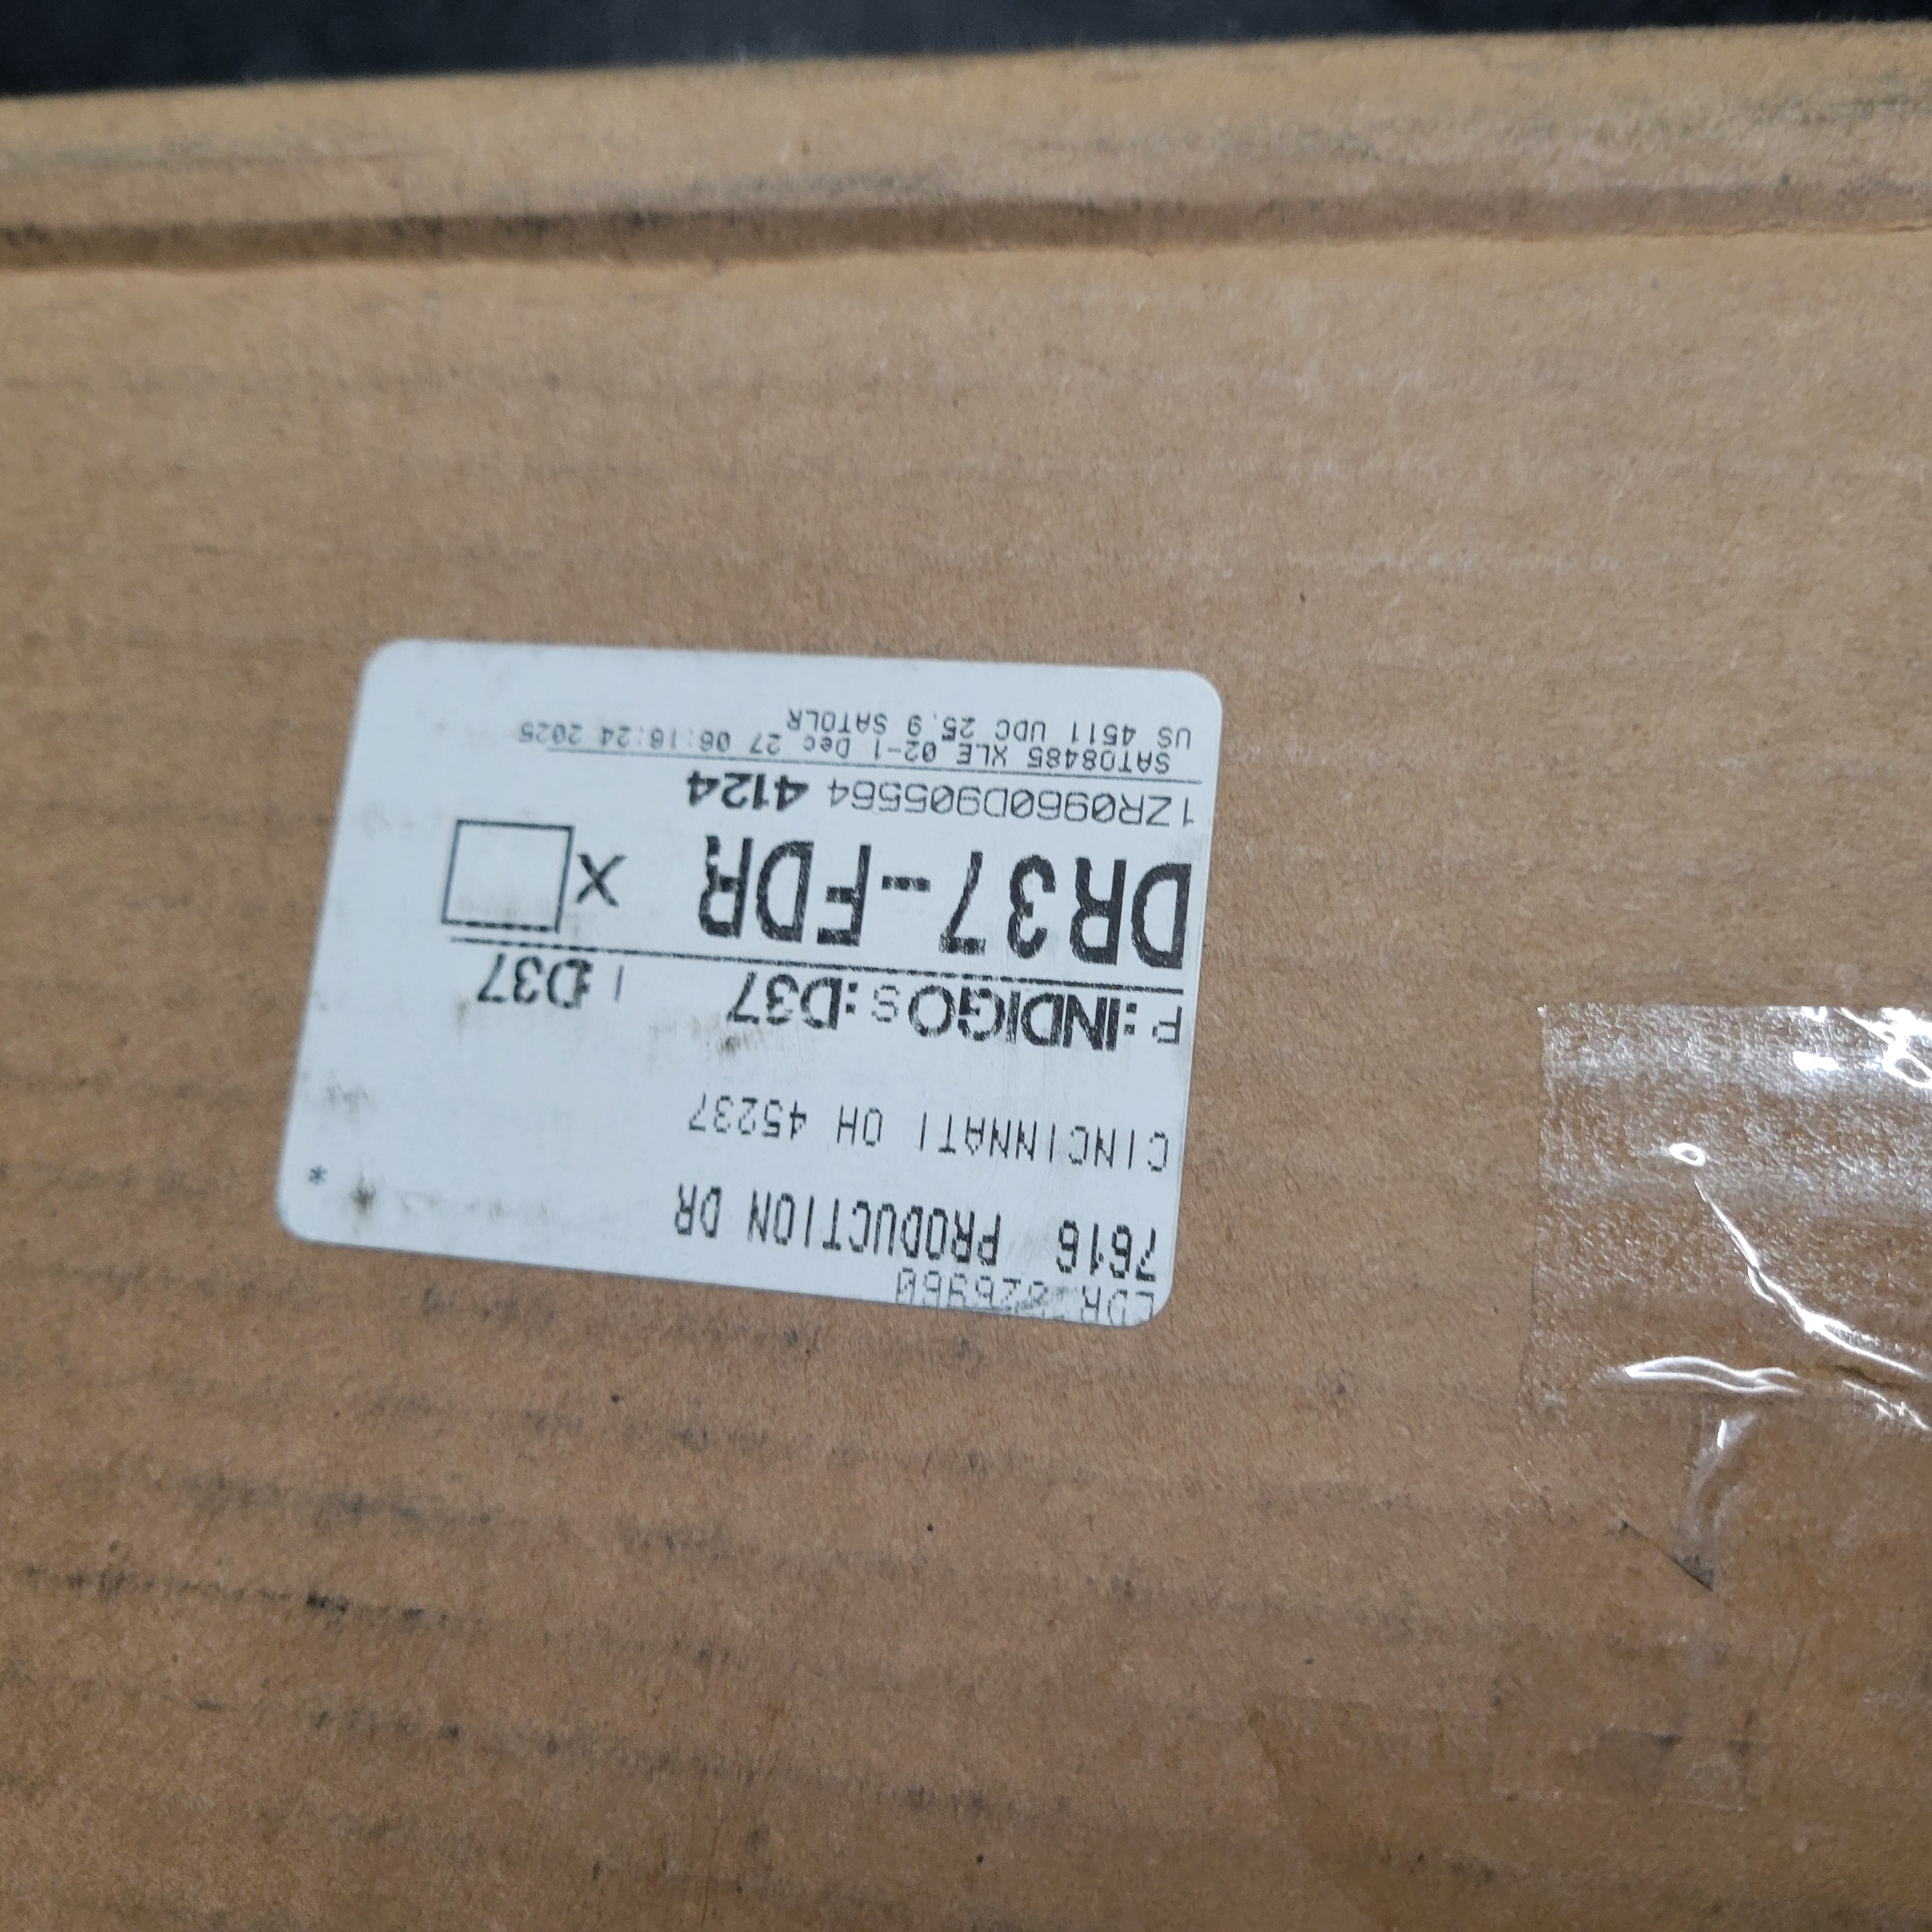 7616 PRODUCTION DR
CINCINNATI OH 45237
*
P:INDIGO S:D37 I:D37
DR37-FDR X
1ZR0960D905564 4124
SAT08485 XLE 02-1 Dec 27 06:16:24 2025
US 4511 UDC 25.9 SATOLR